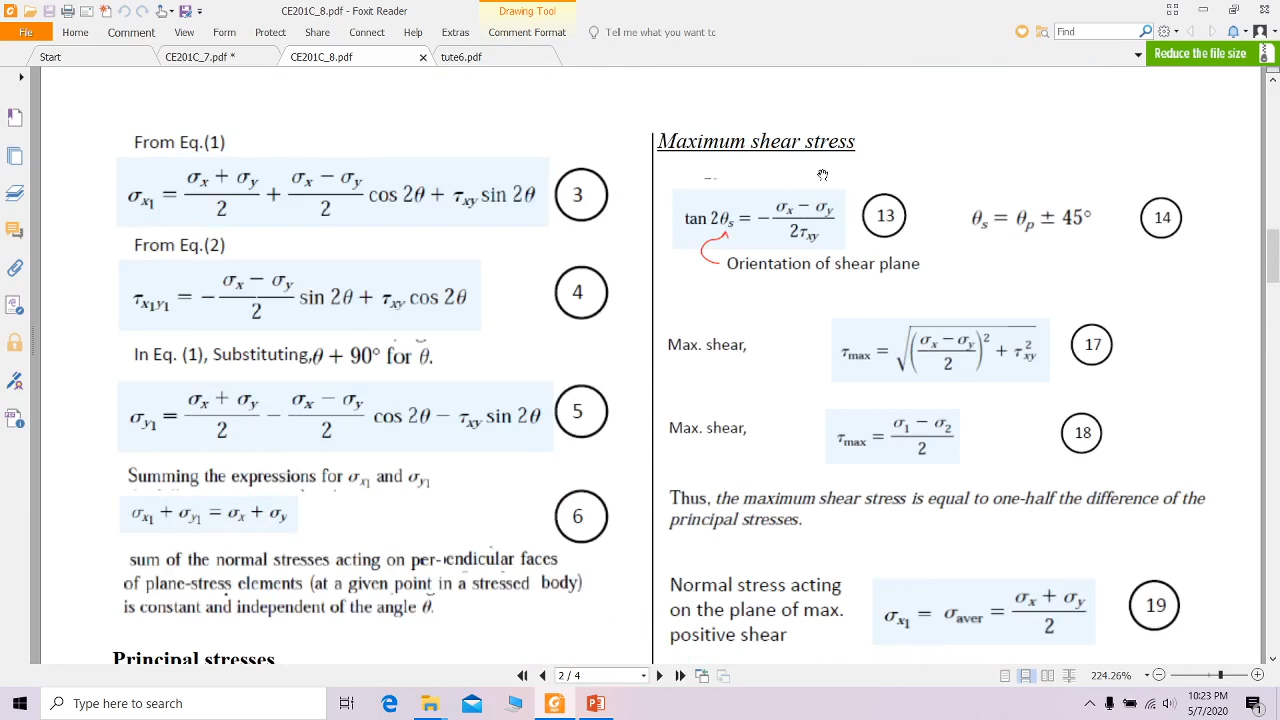 CE201C_8.pdf - Foxit Reader
Drawing Tool
File Home Comment View Form Protect Share Connect Help Extras Comment Format Tell me what you want to Find
Start CE201C_7.pdf * CE201C_8.pdf tute6.pdf
Reduce the file size
From Eq.(1)
σx1 = (σx + σy)/2 + (σx − σy)/2 cos 2θ + τxy sin 2θ
3
From Eq.(2)
τx1y1 = −(σx − σy)/2 sin 2θ + τxy cos 2θ
4
In Eq. (1), Substituting, θ + 90° for θ.
σy1 = (σx + σy)/2 − (σx − σy)/2 cos 2θ − τxy sin 2θ
5
Summing the expressions for σx1 and σy1
σx1 + σy1 = σx + σy
6
sum of the normal stresses acting on per-endicular faces
of plane-stress elements (at a given point in a stressed body)
is constant and independent of the angle θ.
Principal stresses
Maximum shear stress
tan 2θs = −(σx − σy)/2τxy
13
θs = θp ± 45°
14
Orientation of shear plane
Max. shear,
τmax = √(((σx − σy)/2)² + τxy²)
17
Max. shear,
τmax = (σ1 − σ2)/2
18
Thus, the maximum shear stress is equal to one-half the difference of the
principal stresses.
Normal stress acting
on the plane of max.
positive shear
σx1 = σaver = (σx + σy)/2
19
2 / 4
224.26%
Type here to search
10:23 PM
5/7/2020